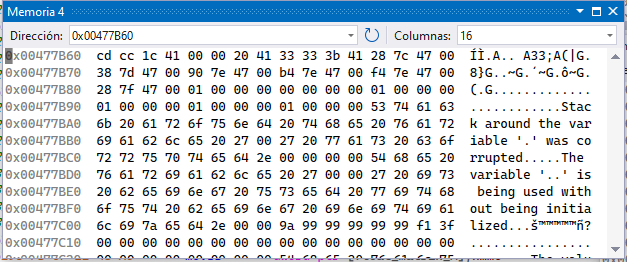 Memoria 4
Dirección: 0x00477B60 Columnas: 16
0x00477B60 cd cc 1c 41 00 00 20 41 33 33 3b 41 28 7c 47 00 ÍÌ.A.. A33;A(|G.
0x00477B70 38 7d 47 00 90 7e 47 00 b4 7e 47 00 f4 7e 47 00 8}G..~G.´~G.ô~G.
0x00477B80 28 7f 47 00 01 00 00 00 00 00 00 00 01 00 00 00 (.G.............
0x00477B90 01 00 00 00 01 00 00 00 01 00 00 00 53 74 61 63 ............Stac
0x00477BA0 6b 20 61 72 6f 75 6e 64 20 74 68 65 20 76 61 72 k around the var
0x00477BB0 69 61 62 6c 65 20 27 00 27 20 77 61 73 20 63 6f iable '.' was co
0x00477BC0 72 72 75 70 74 65 64 2e 00 00 00 00 54 68 65 20 rrupted.....The
0x00477BD0 76 61 72 69 61 62 6c 65 20 27 00 00 27 20 69 73 variable '..' is
0x00477BE0 20 62 65 69 6e 67 20 75 73 65 64 20 77 69 74 68 being used with
0x00477BF0 6f 75 74 20 62 65 69 6e 67 20 69 6e 69 74 69 61 out being initia
0x00477C00 6c 69 7a 65 64 2e 00 00 9a 99 99 99 99 99 f1 3f lized...š™™™™™ñ?
0x00477C10 00 00 00 00 00 00 00 00 00 00 00 00 00 00 00 00 ................